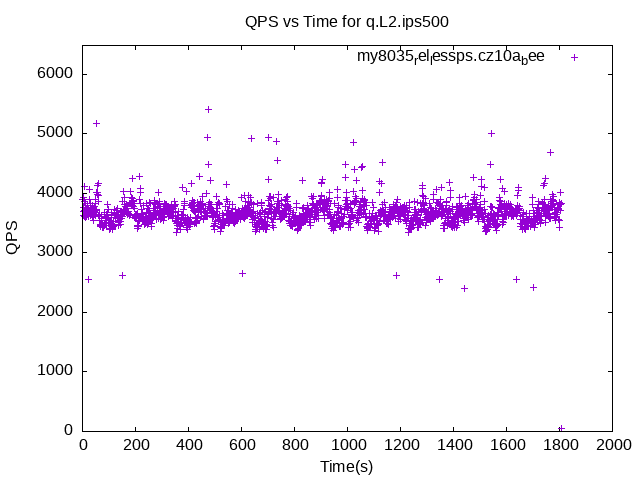 QPS vs Time for q.L2.ips500
my8035relessps.cz10abee
6000
5000
4000
3000
2000
1000
0
QPS
0 200 400 600 800 1000 1200 1400 1600 1800 2000
Time(s)